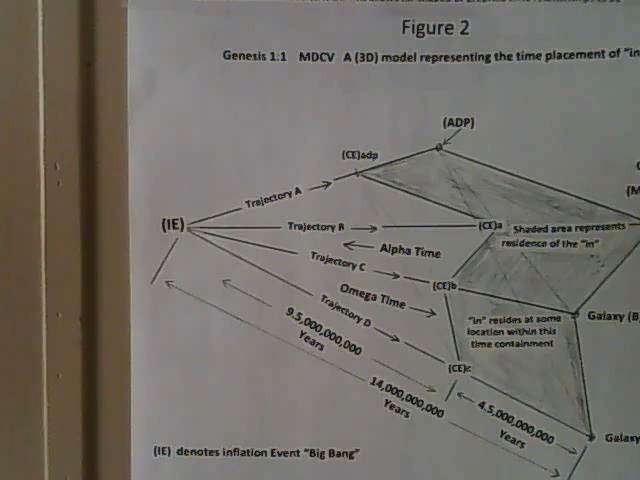 Figure 2
Genesis 1:1 MDCV A (3D) model representing the time placement of "in
(ADP)
(CE)adp
Trajectory A
(IE)
Trajectory B
(CE)a
Shaded area represents
residence of the "in"
Alpha Time
Trajectory C
(CE)b
Omega Time
Trajectory D
Galaxy (B
"in" resides at some
location within this
time containment
9.5,000,000,000
Years
(CE)c
14,000,000,000
Years
4.5,000,000,000
Years
Galaxy
(IE) denotes inflation Event "Big Bang"